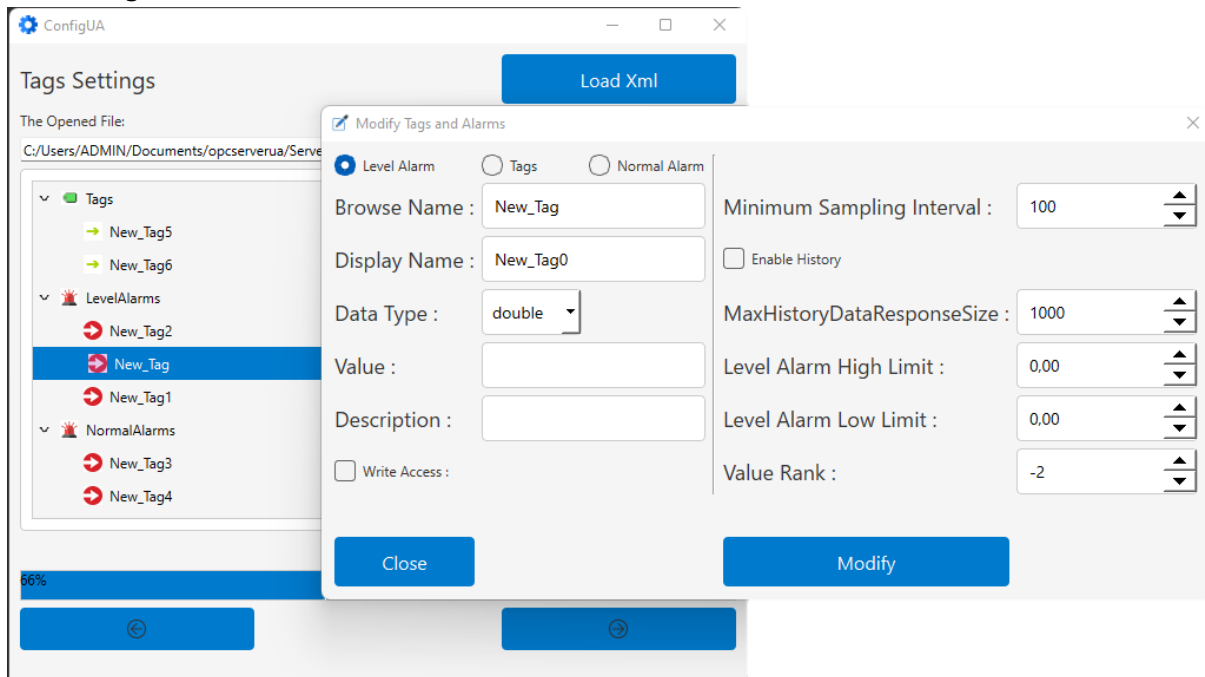 ConfigUA
Tags Settings
Load Xml
The Opened File:
C:/Users/ADMIN/Documents/opcserverua/Serve
Tags
New_Tag5
New_Tag6
LevelAlarms
New_Tag2
New_Tag
New_Tag1
NormalAlarms
New_Tag3
New_Tag4
66%
Modify Tags and Alarms
Level Alarm Tags Normal Alarm
Browse Name : New_Tag
Display Name : New_Tag0
Data Type : double
Value :
Description :
Write Access :
Minimum Sampling Interval : 100
Enable History
MaxHistoryDataResponseSize : 1000
Level Alarm High Limit : 0,00
Level Alarm Low Limit : 0,00
Value Rank : -2
Close
Modify